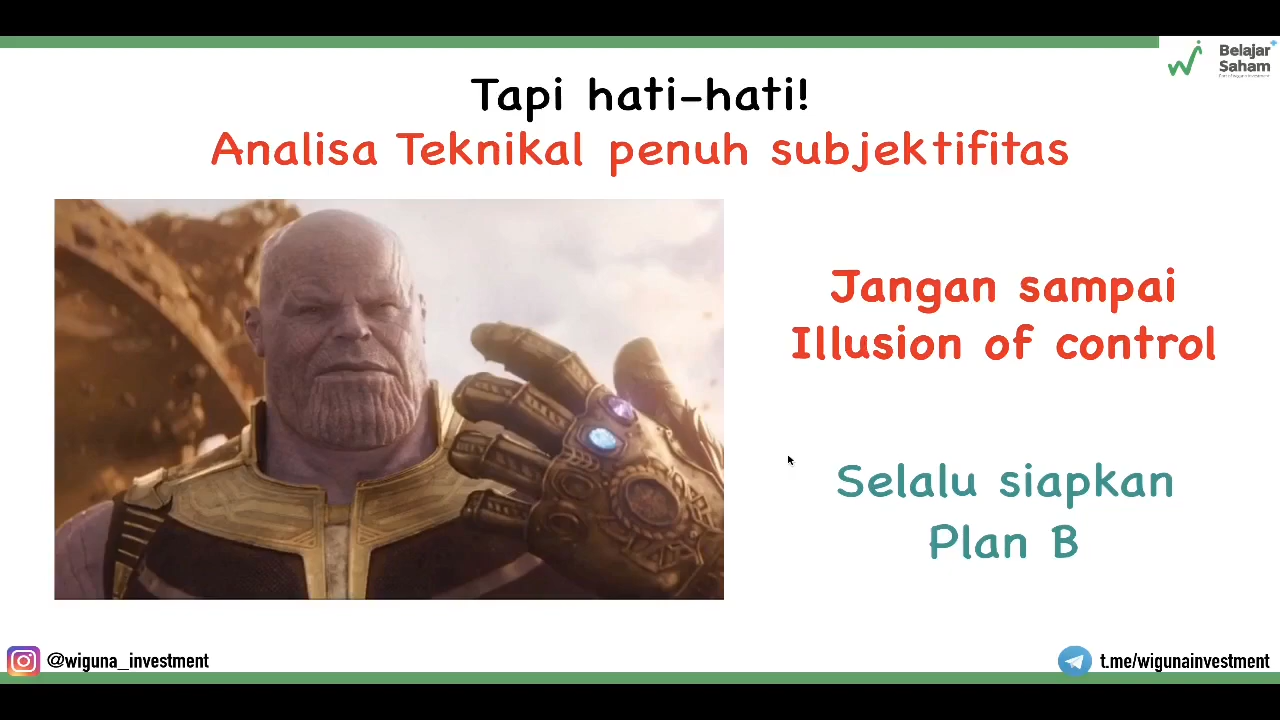 Belajar
Saham
Tapi hati-hati!
Analisa Teknikal penuh subjektifitas
Jangan sampai
Illusion of control
Selalu siapkan
Plan B
@wiguna_investment
t.me/wigunainvestment